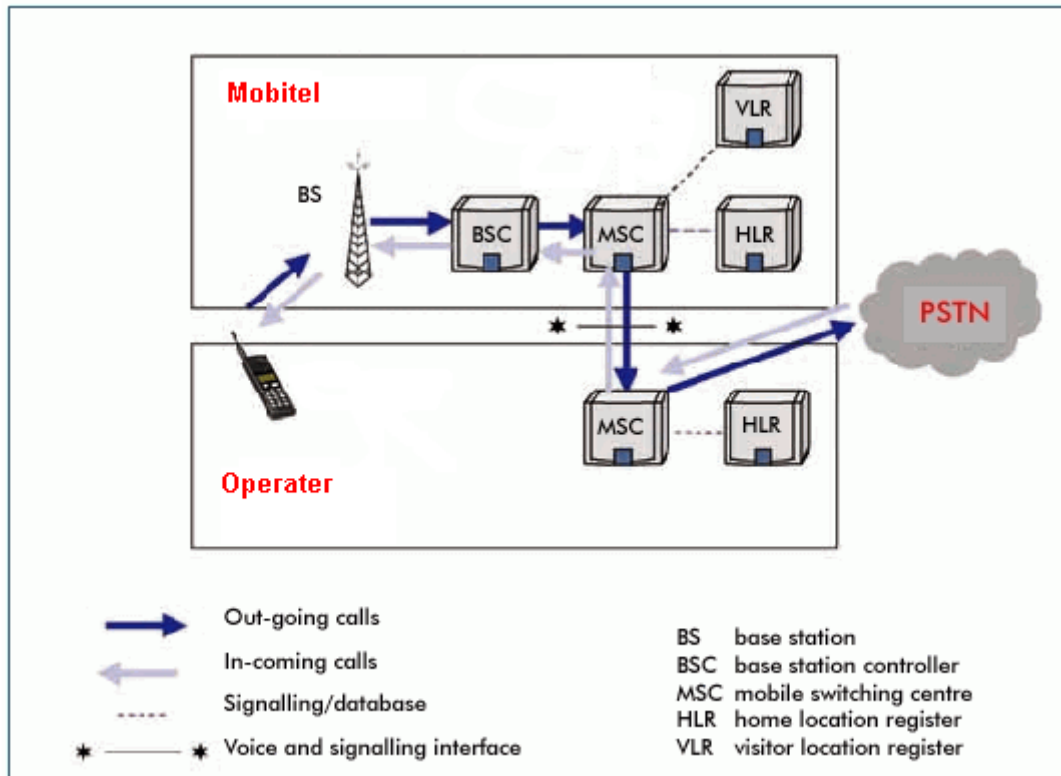 Mobitel
VLR
BS
BSC
MSC
HLR
PSTN
MSC
HLR
Operater
Out-going calls
In-coming calls
Signalling/database
Voice and signalling interface
BS base station
BSC base station controller
MSC mobile switching centre
HLR home location register
VLR visitor location register